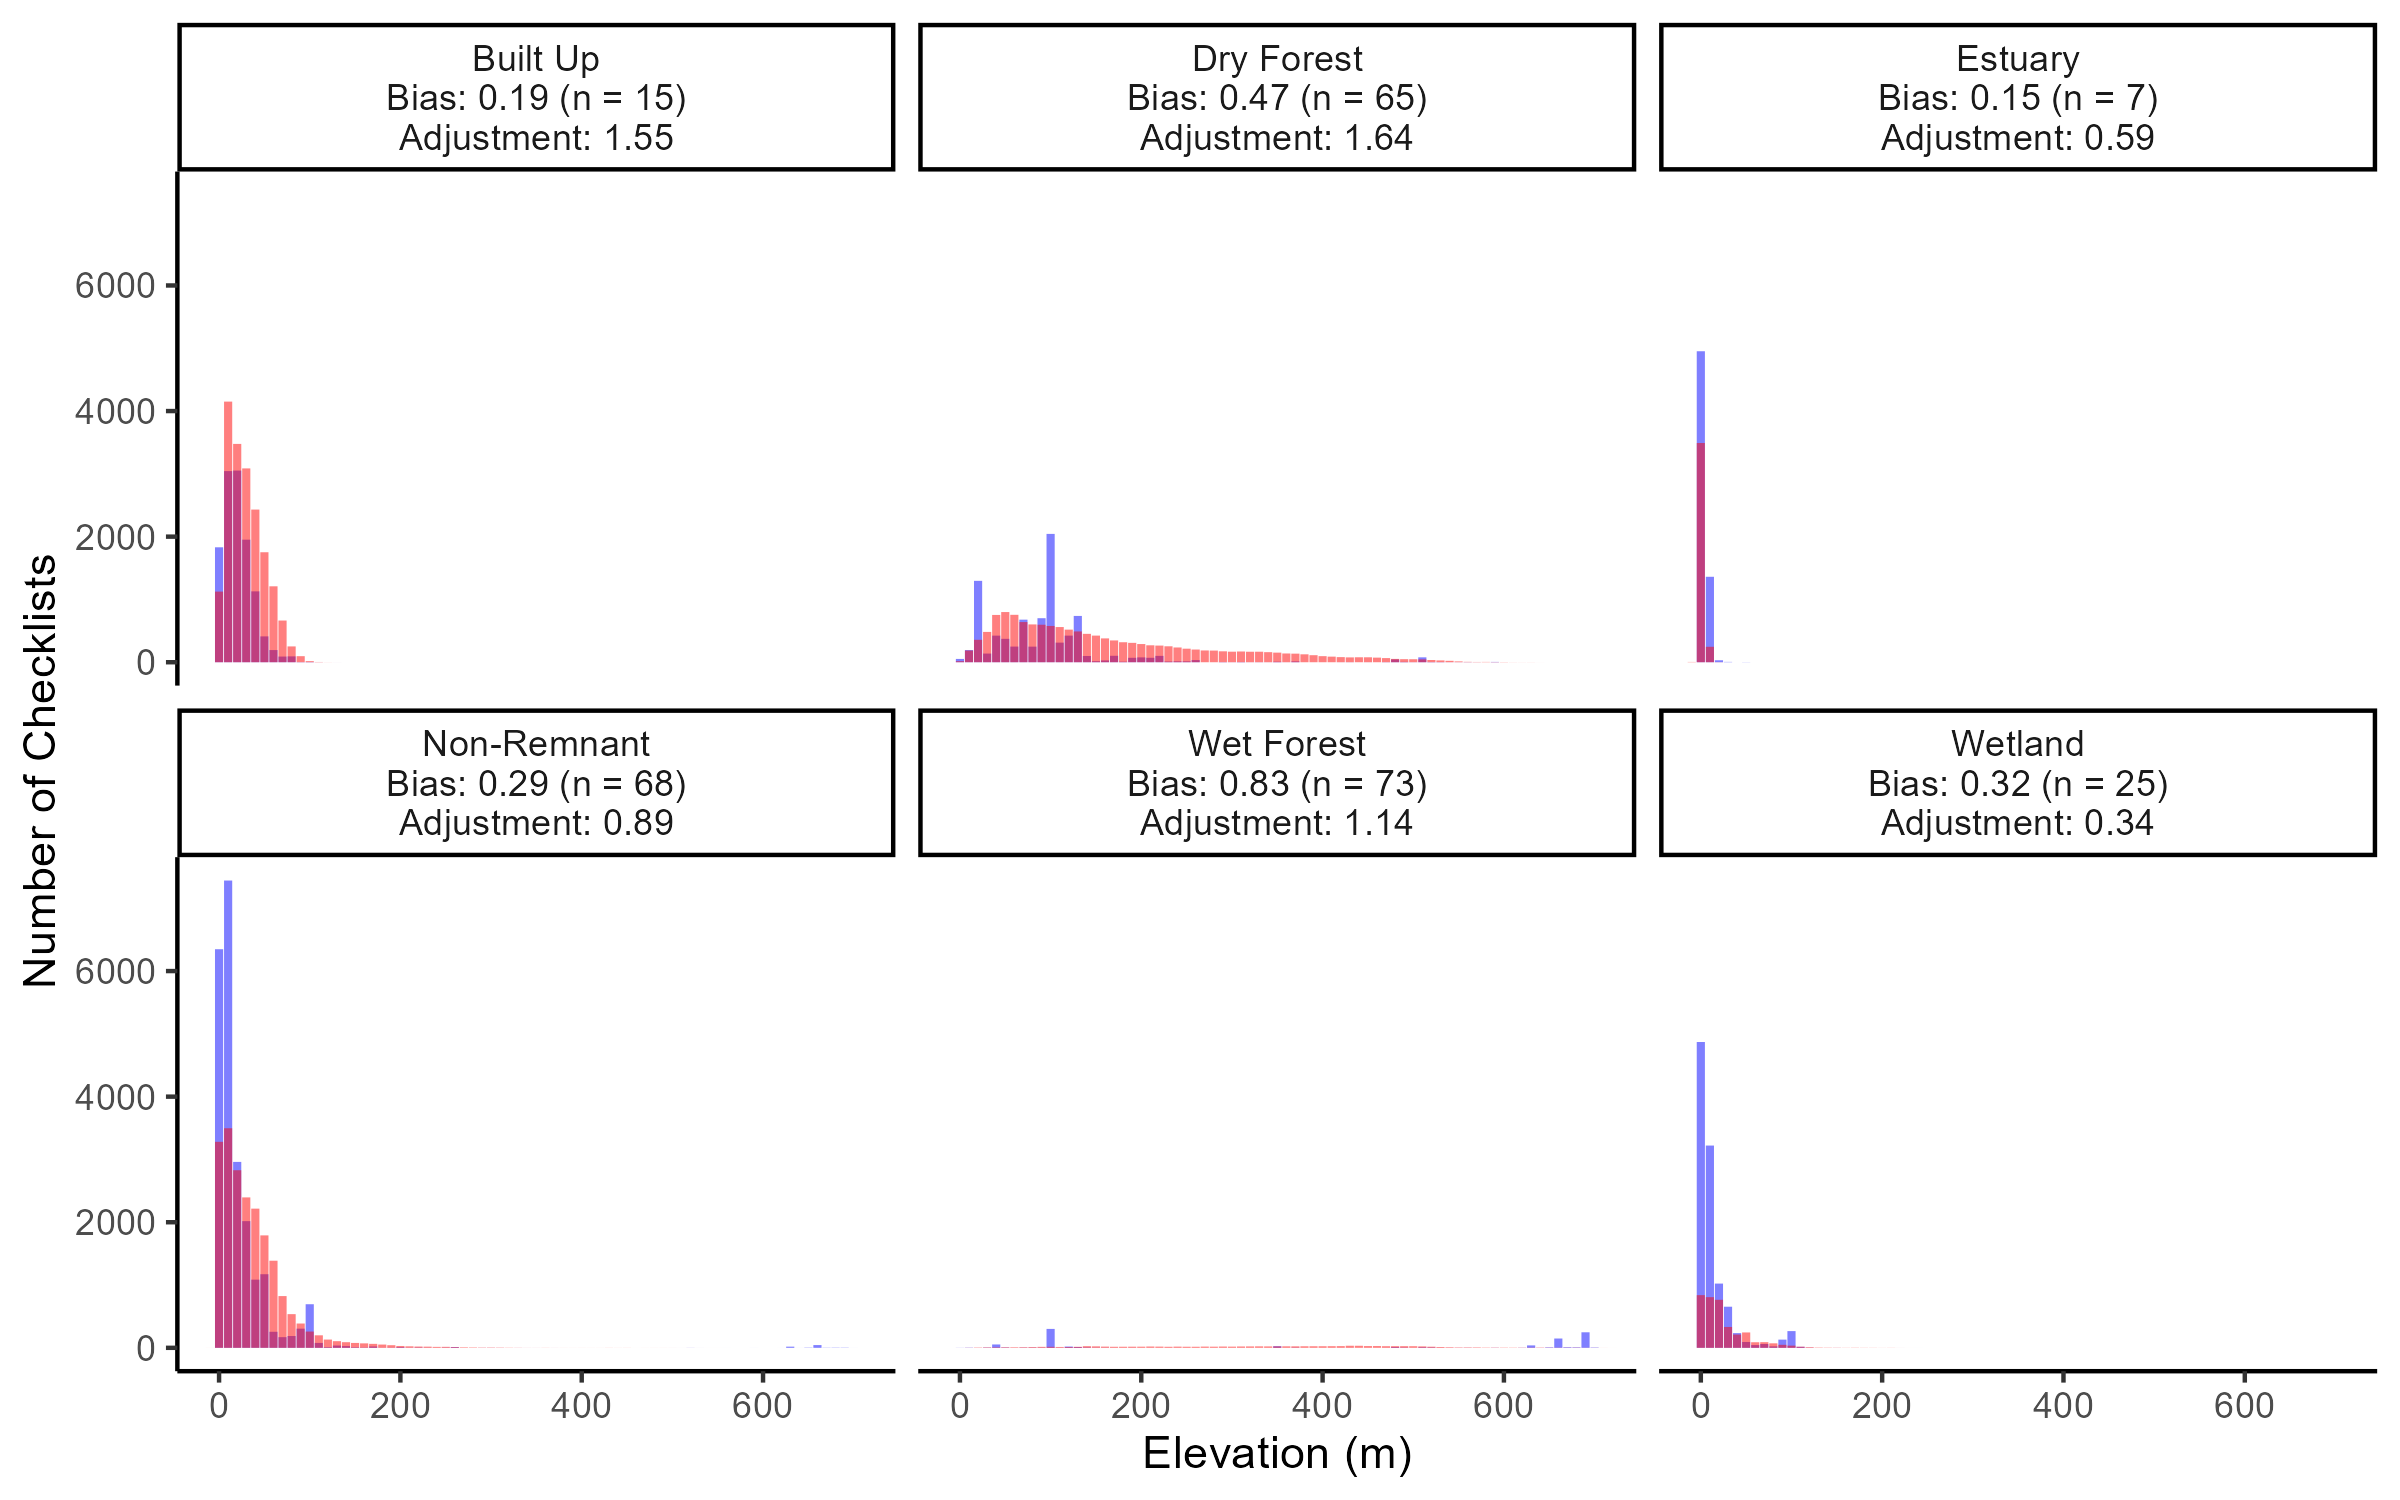 Built Up
Bias: 0.19 (n = 15)
Adjustment: 1.55
Dry Forest
Bias: 0.47 (n = 65)
Adjustment: 1.64
Estuary
Bias: 0.15 (n = 7)
Adjustment: 0.59
6000
4000
2000
0
Non-Remnant
Bias: 0.29 (n = 68)
Adjustment: 0.89
Wet Forest
Bias: 0.83 (n = 73)
Adjustment: 1.14
Wetland
Bias: 0.32 (n = 25)
Adjustment: 0.34
6000
4000
2000
0
Number of Checklists
0 200 400 600
0 200 400 600
0 200 400 600
Elevation (m)